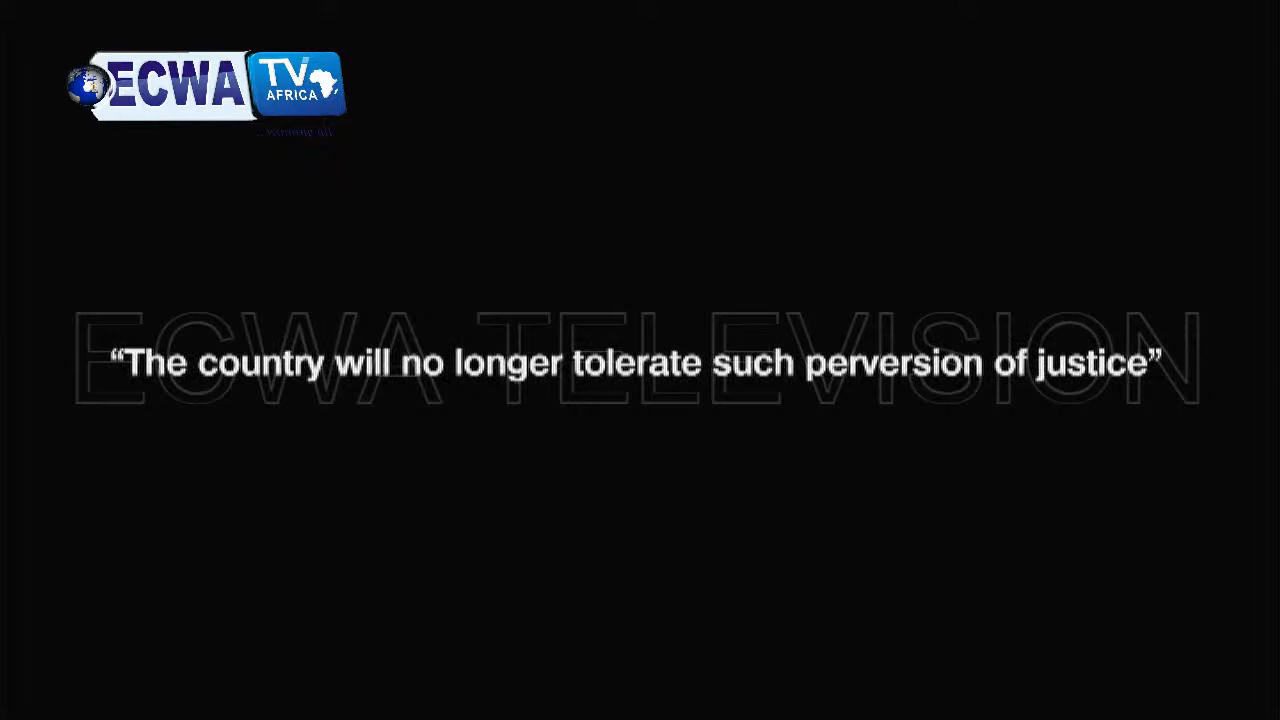 ECWA TV
AFRICA
ECWA TELEVISION
“The country will no longer tolerate such perversion of justice”